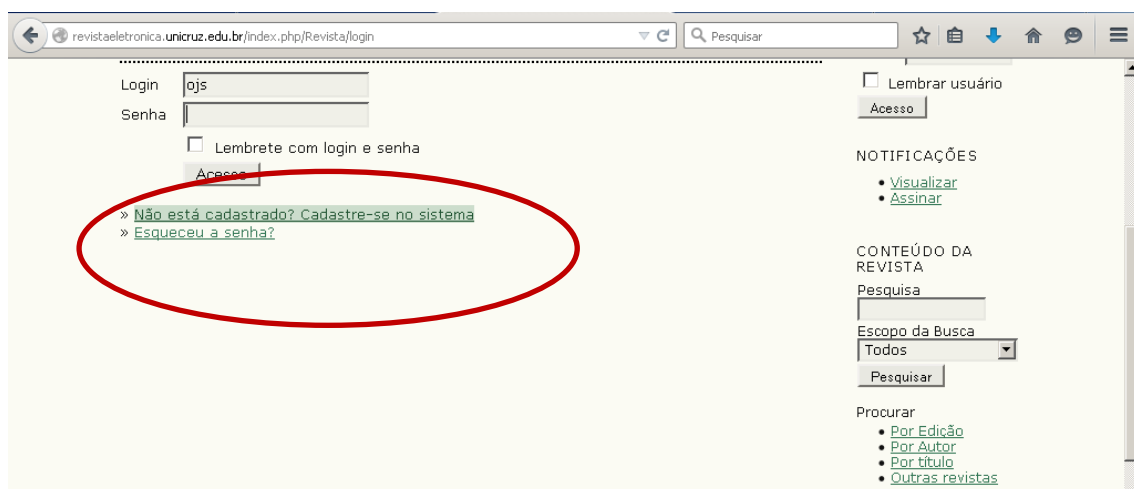 revistaeletronica.unicruz.edu.br/index.php/Revista/login
Pesquisar
Login ojs
Senha
Lembrete com login e senha
Acesso
» Não está cadastrado? Cadastre-se no sistema
» Esqueceu a senha?
Lembrar usuário
Acesso
NOTIFICAÇÕES
• Visualizar
• Assinar
CONTEÚDO DA
REVISTA
Pesquisa
Escopo da Busca
Todos
Pesquisar
Procurar
• Por Edição
• Por Autor
• Por título
• Outras revistas